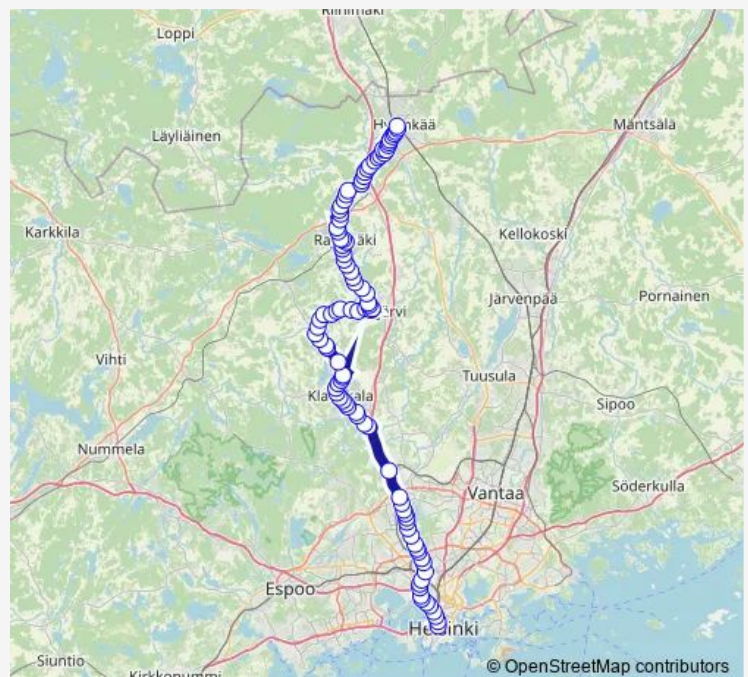 Riihimäki
Loppi
Mäntsälä
Läyliäinen
Karkkila
Kellokoski
Järvenpää
Pornainen
Vihti
Tuusula
Sipoo
Nummela
Vantaa
Söderkulla
Espoo
Helsinki
Siuntio
Kirkkonummi
© OpenStreetMap contributors